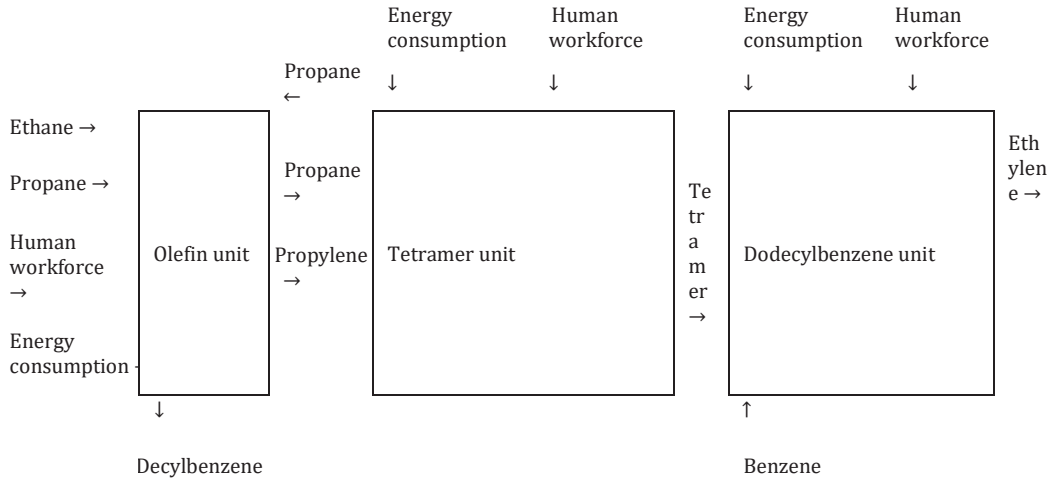 Energy
consumption
↓
Human
workforce
↓
Energy
consumption
↓
Human
workforce
↓
Propane
←
Ethane →
Propane →
Human
workforce
→
Energy
consumption
Olefin unit
Propane
→
Propylene
→
Tetramer unit
Te
tr
a
m
er
→
Dodecylbenzene unit
Eth
ylen
e →
↓
Decylbenzene
↑
Benzene